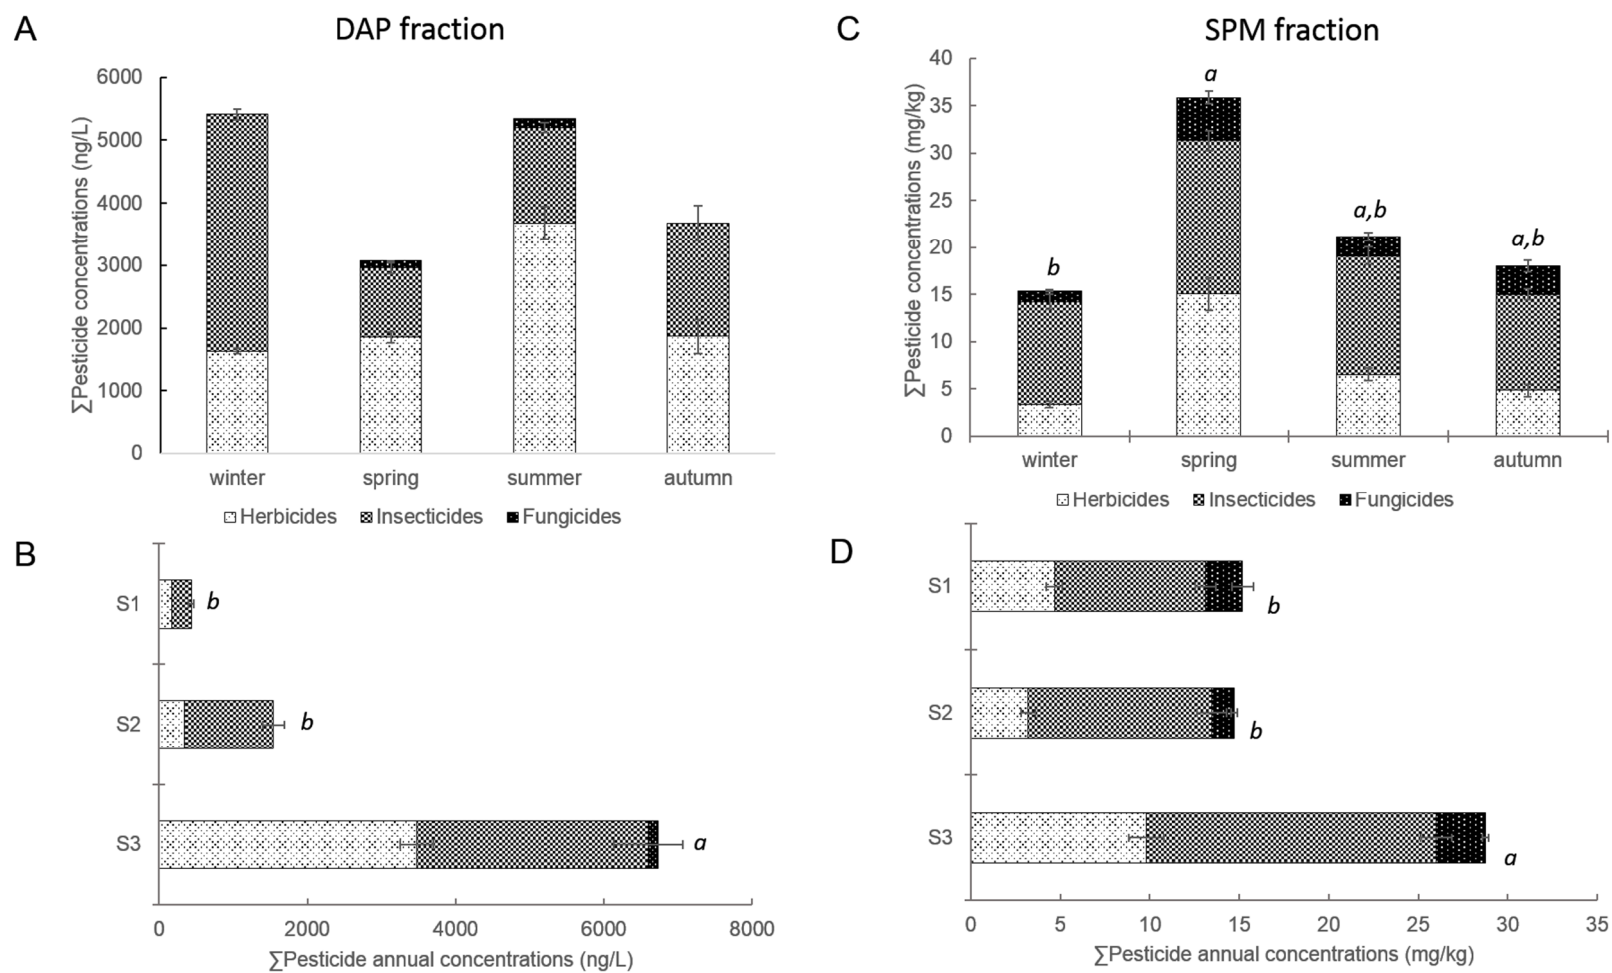 A
DAP fraction
6000
5000
4000
3000
2000
1000
0
∑Pesticide concentrations (ng/L)
winter
spring
summer
autumn
Herbicides
Insecticides
Fungicides
B
S1
b
S2
b
S3
a
0
2000
4000
6000
8000
∑Pesticide annual concentrations (ng/L)
C
SPM fraction
40
35
30
25
20
15
10
5
0
∑Pesticide concentrations (mg/kg)
b
a
a,b
a,b
winter
spring
summer
autumn
Herbicides
Insecticides
Fungicides
D
S1
b
S2
b
S3
a
0
5
10
15
20
25
30
35
∑Pesticide annual concentrations (mg/kg)